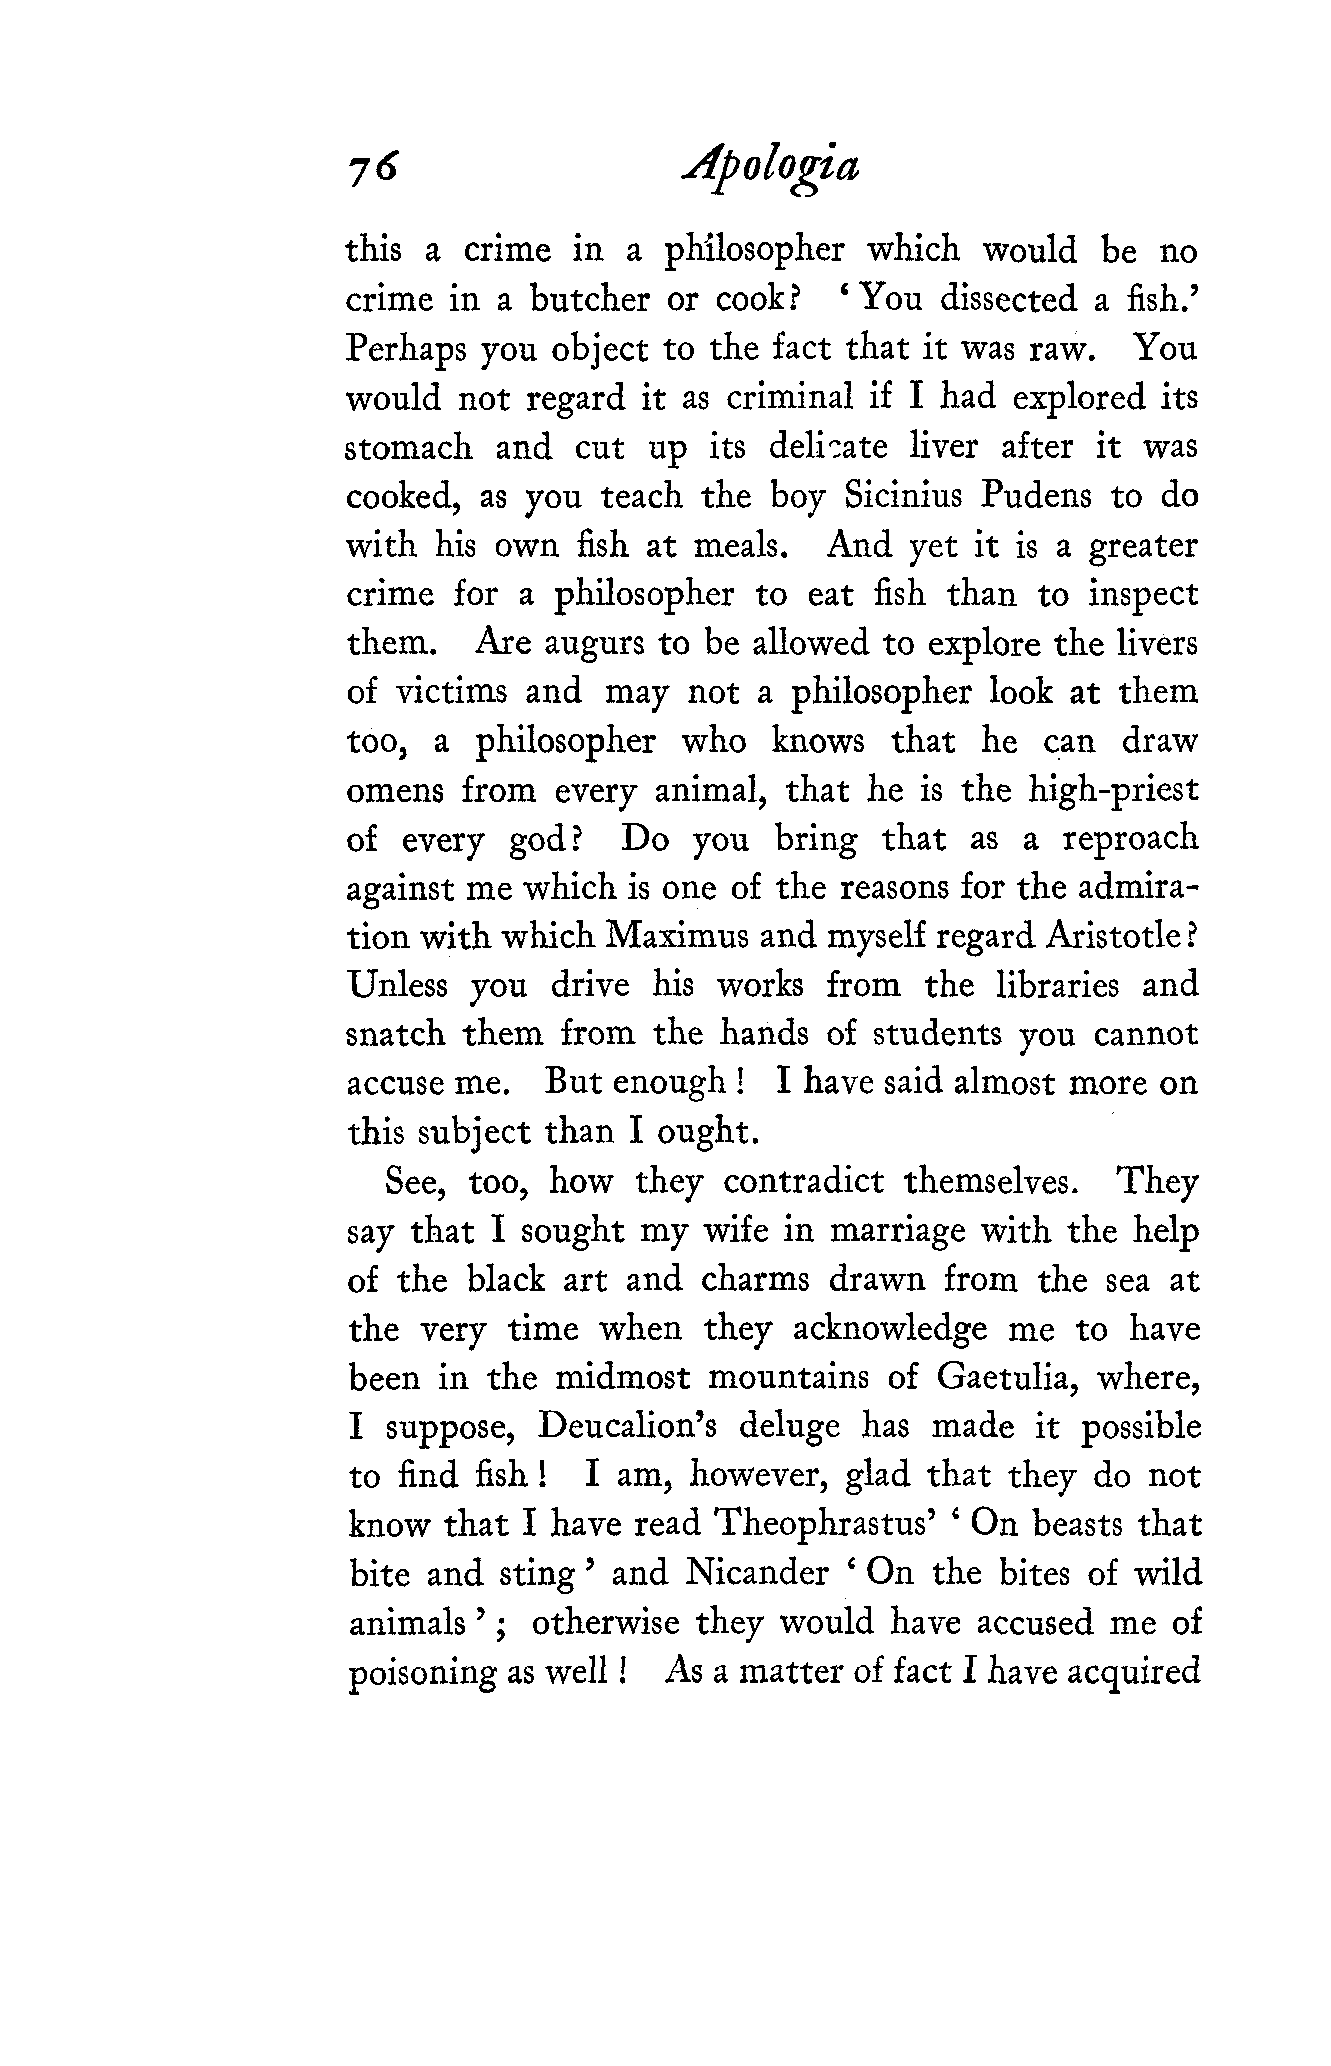 76 Apologia
this a crime in a philosopher which would be no
crime in a butcher or cook? ‘You dissected a fish.’
Perhaps you object to the fact that it was raw. You
would not regard it as criminal if I had explored its
stomach and cut up its delicate liver after it was
cooked, as you teach the boy Sicinius Pudens to do
with his own fish at meals. And yet it is a greater
crime for a philosopher to eat fish than to inspect
them. Are augurs to be allowed to explore the livers
of victims and may not a philosopher look at them
too, a philosopher who knows that he can draw
omens from every animal, that he is the high-priest
of every god? Do you bring that as a reproach
against me which is one of the reasons for the admira-
tion with which Maximus and myself regard Aristotle?
Unless you drive his works from the libraries and
snatch them from the hands of students you cannot
accuse me. But enough! I have said almost more on
this subject than I ought.
See, too, how they contradict themselves. They
say that I sought my wife in marriage with the help
of the black art and charms drawn from the sea at
the very time when they acknowledge me to have
been in the midmost mountains of Gaetulia, where,
I suppose, Deucalion’s deluge has made it possible
to find fish! I am, however, glad that they do not
know that I have read Theophrastus’ ‘On beasts that
bite and sting’ and Nicander ‘On the bites of wild
animals’; otherwise they would have accused me of
poisoning as well! As a matter of fact I have acquired